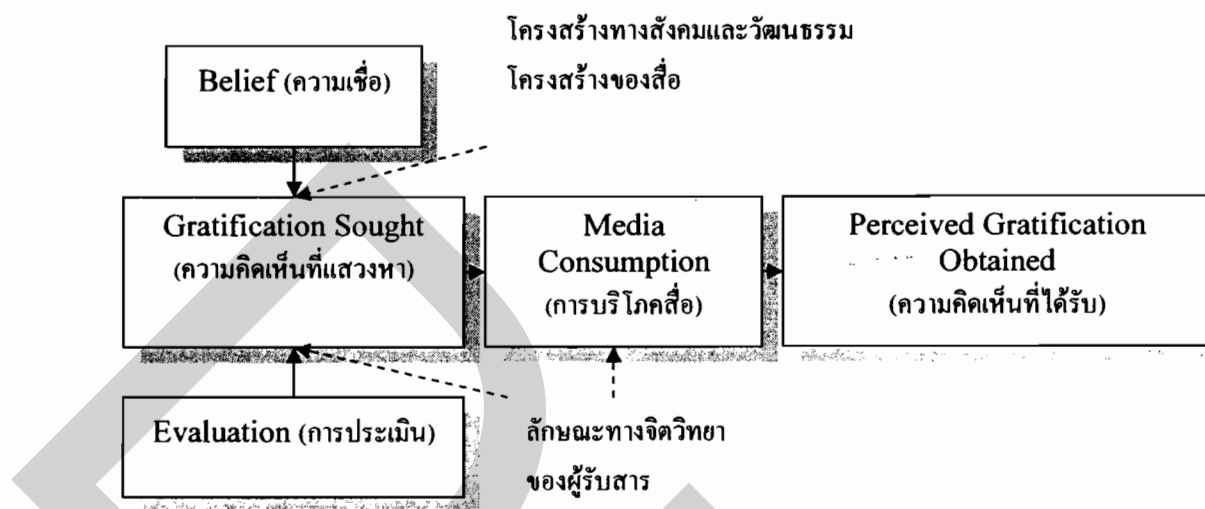 โครงสร้างทางสังคมและวัฒนธรรม
โครงสร้างของสื่อ
Belief (ความเชื่อ)
Gratification Sought
(ความคิดเห็นที่แสวงหา)
Media
Consumption
(การบริโภคสื่อ)
Perceived Gratification
Obtained
(ความคิดเห็นที่ได้รับ)
Evaluation (การประเมิน)
ลักษณะทางจิตวิทยา
ของผู้รับสาร